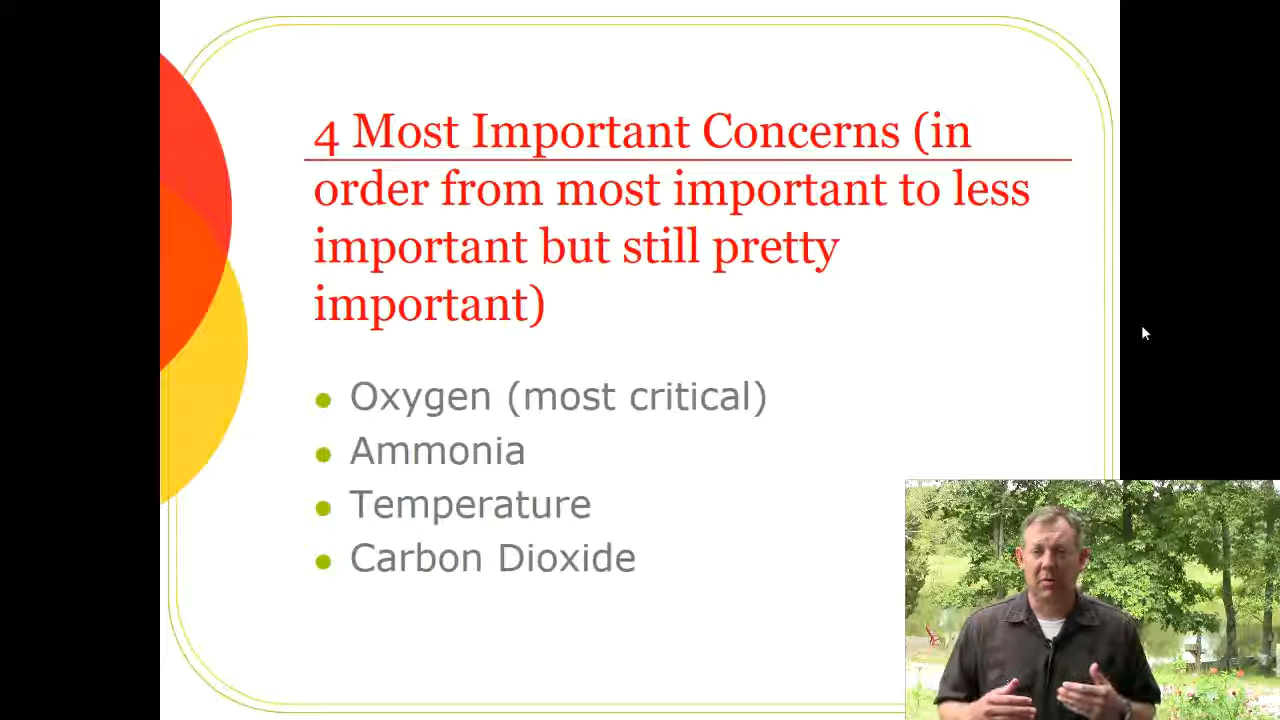 4 Most Important Concerns (in
order from most important to less
important but still pretty
important)
Oxygen (most critical)
Ammonia
Temperature
Carbon Dioxide